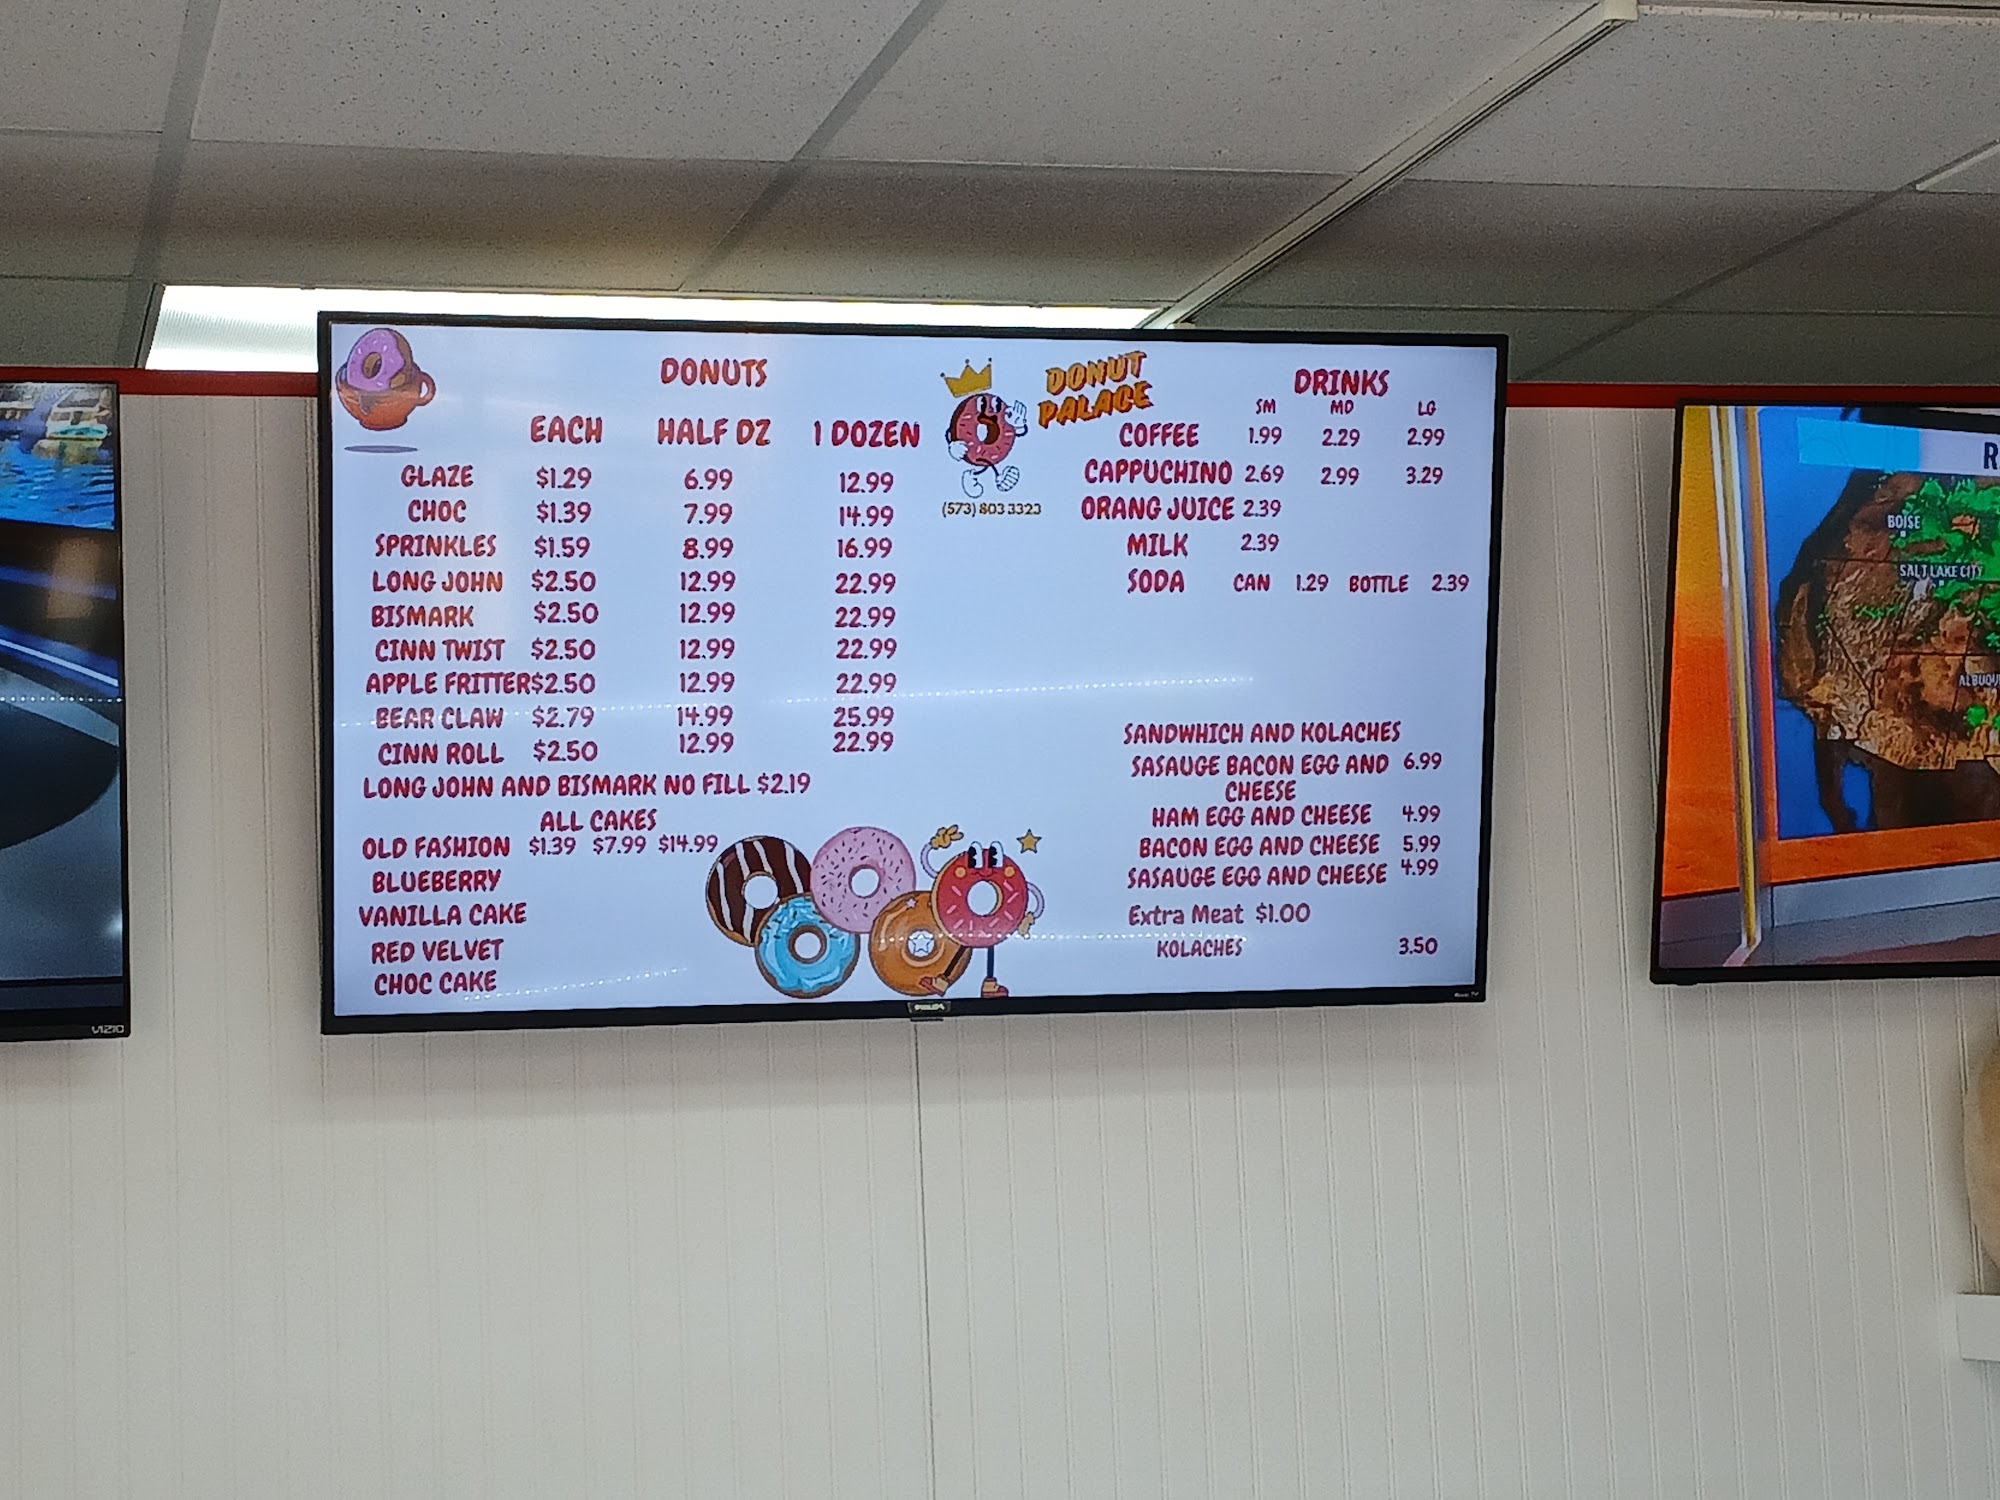 DONUTS
EACH HALF DZ 1 DOZEN
GLAZE $1.29 6.99 12.99
CHOC $1.39 7.99 14.99
SPRINKLES $1.59 8.99 16.99
LONG JOHN $2.50 12.99 22.99
BISMARK $2.50 12.99 22.99
CINN TWIST $2.50 12.99 22.99
APPLE FRITTER $2.50 12.99 22.99
BEAR CLAW $2.79 14.99 25.99
CINN ROLL $2.50 12.99 22.99
LONG JOHN AND BISMARK NO FILL $2.19
ALL CAKES
OLD FASHION $1.39 $7.99 $14.99
BLUEBERRY
VANILLA CAKE
RED VELVET
CHOC CAKE
DONUT
PALACE
(573) 803 3323
DRINKS
SM MD LG
COFFEE 1.99 2.29 2.99
CAPPUCHINO 2.69 2.99 3.29
ORANG JUICE 2.39
MILK 2.39
SODA CAN 1.29 BOTTLE 2.39
SANDWHICH AND KOLACHES
SASAUGE BACON EGG AND 6.99
CHEESE
HAM EGG AND CHEESE 4.99
BACON EGG AND CHEESE 5.99
SASAUGE EGG AND CHEESE 4.99
Extra Meat $1.00
KOLACHES 3.50
PHILIPS
Roku TV
VIZIO
R
BOISE
SALT LAKE CITY
ALBUQU